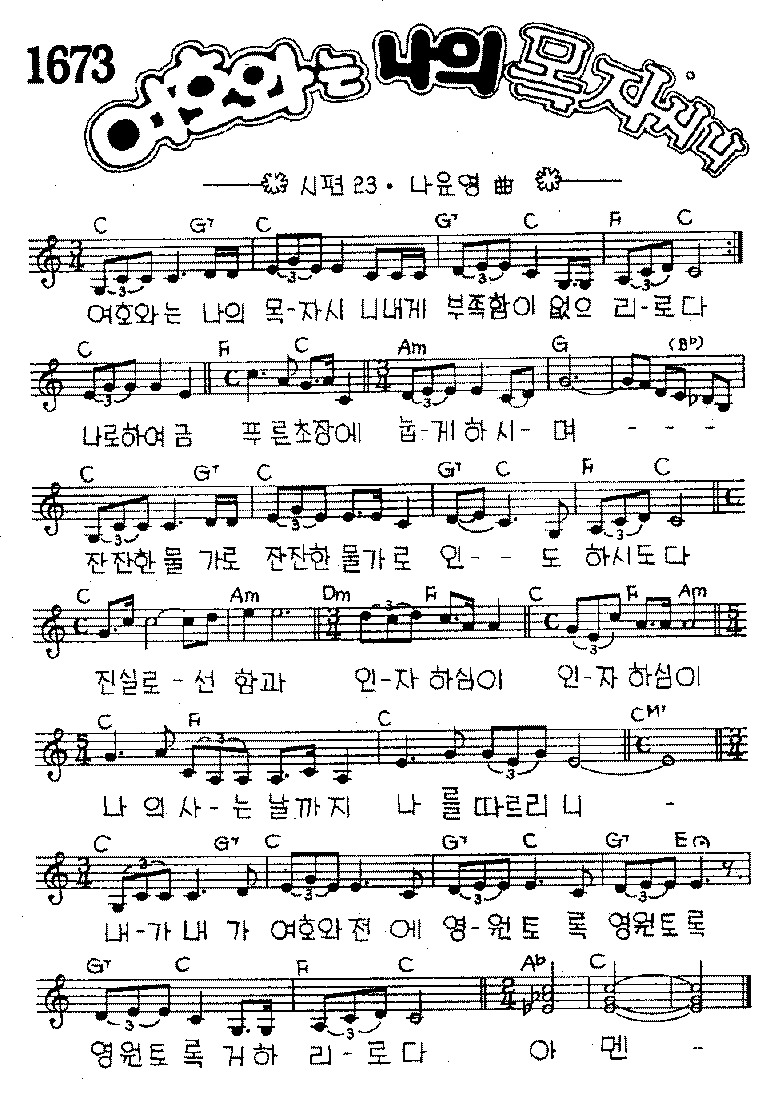 1673
여호와는 나의 목자시니
시편 23 · 나운영 曲
C G7 C G7 C F C
여호와는 나의 목-자시 니내게 부족함이 없으 리-로다
C F C Am G (Bb)
나로하여금 푸른초장에 눕-게하시-며 - - -
C G7 C G7 C F C
잔잔한물 가로 잔잔한물가로 인-- 도 하시도다
C Am Dm F C F Am
진실로-선 함과 인-자 하심이 인-자하심이
C F C CM7
나 의사-는날까지 나 를따르리니 -
C G7 C G7 C G7 E
내-가내 가 여호와전 에 영-원토 록 영원토록
G7 C F C Ab C
영원토록 거하 리-로다 아 멘-